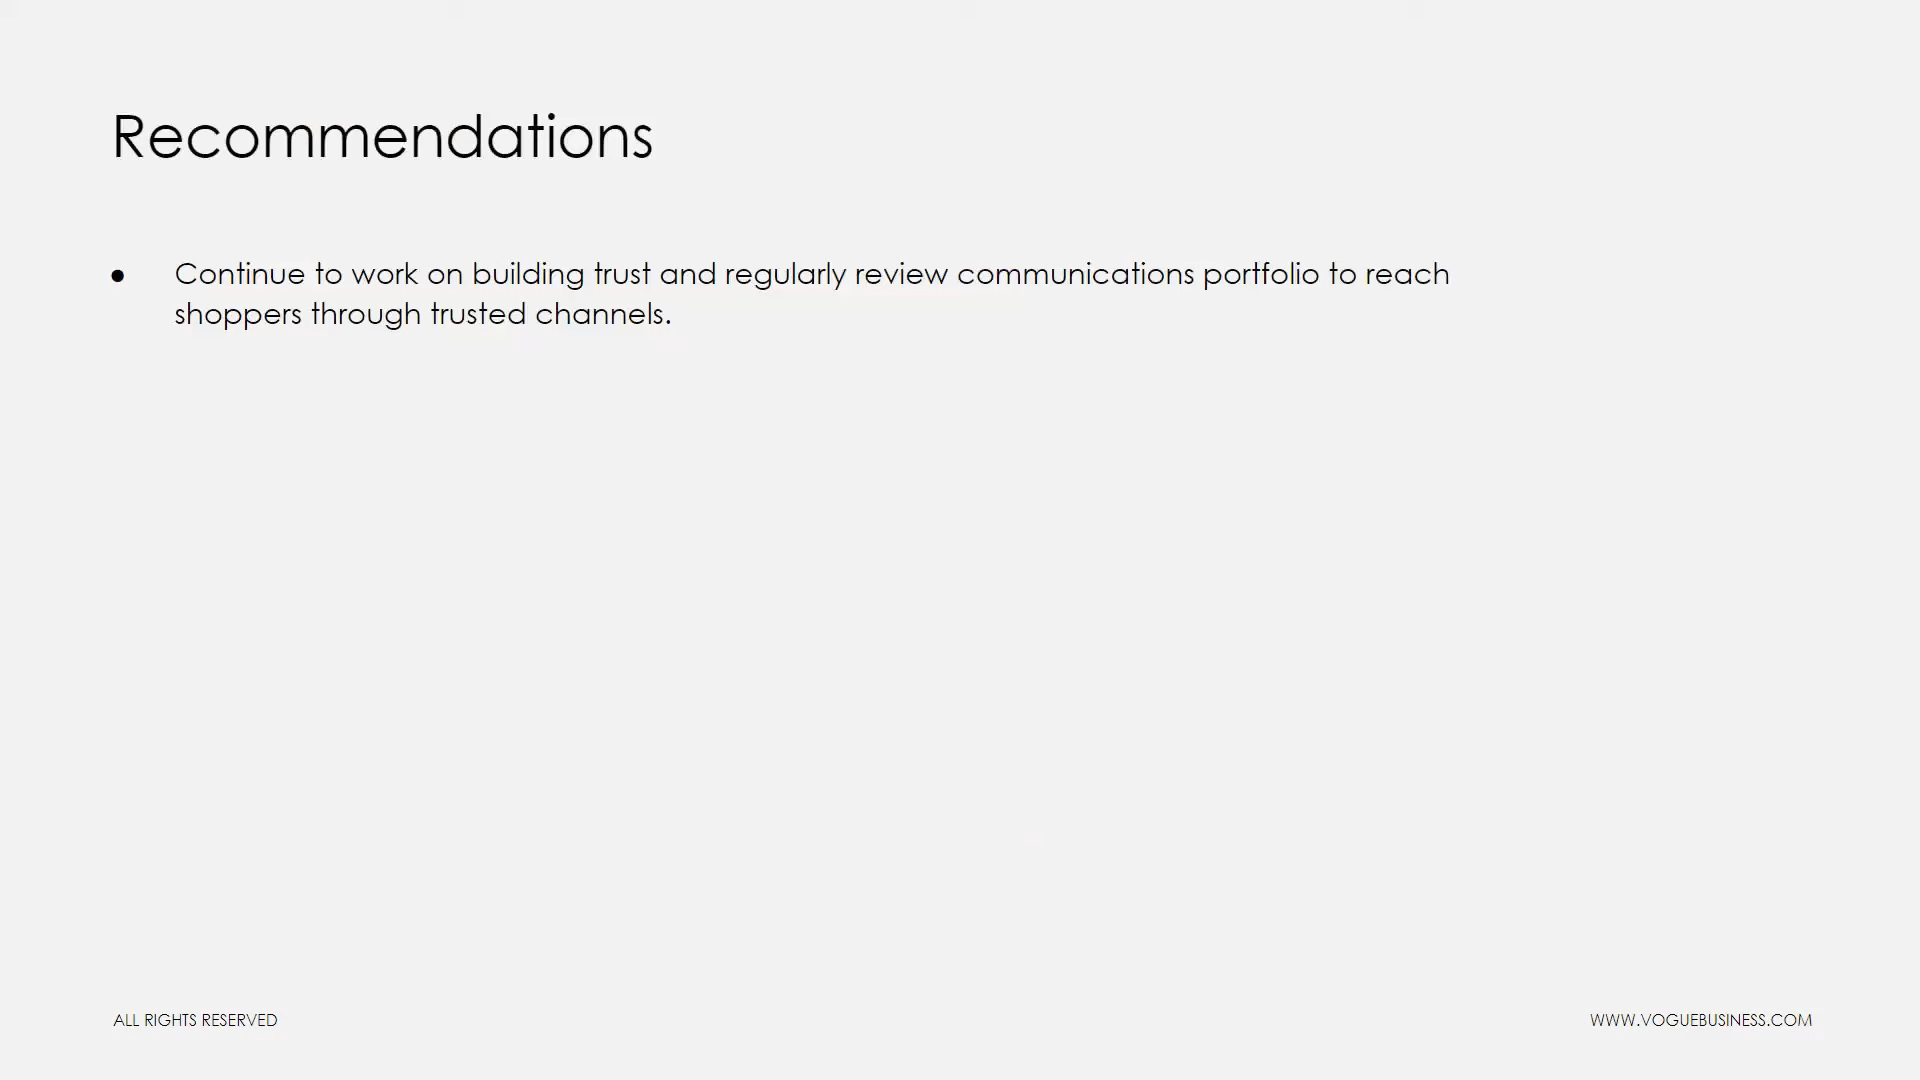 Recommendations
● Continue to work on building trust and regularly review communications portfolio to reach
shoppers through trusted channels.
ALL RIGHTS RESERVED
WWW.VOGUEBUSINESS.COM